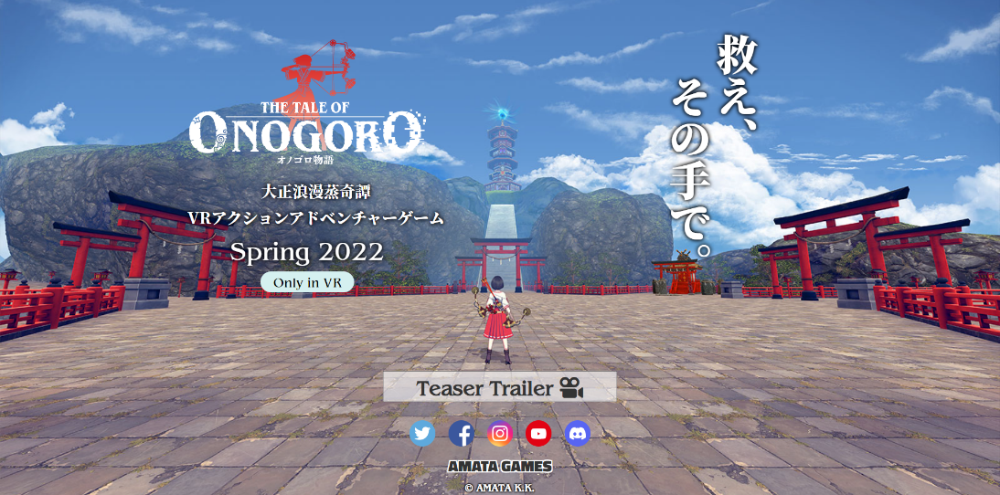 THE TALE OF
ONOGORO
オノゴロ物語
大正浪漫蒸奇譚
VRアクションアドベンチャーゲーム
Spring 2022
Only in VR
救え、
その手で。
Teaser Trailer
AMATA GAMES
© AMATA K.K.